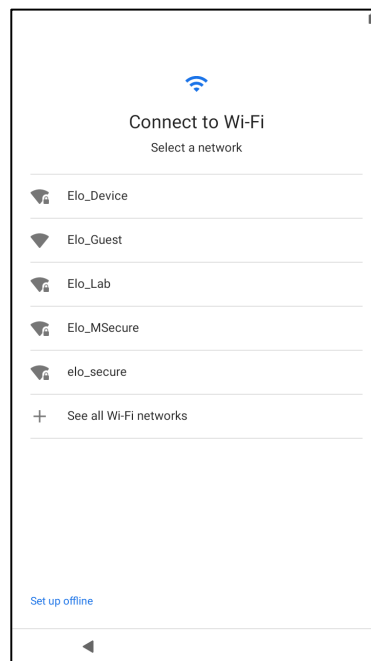 Connect to Wi-Fi
Select a network
Elo_Device
Elo_Guest
Elo_Lab
Elo_MSecure
elo_secure
See all Wi-Fi networks
Set up offline